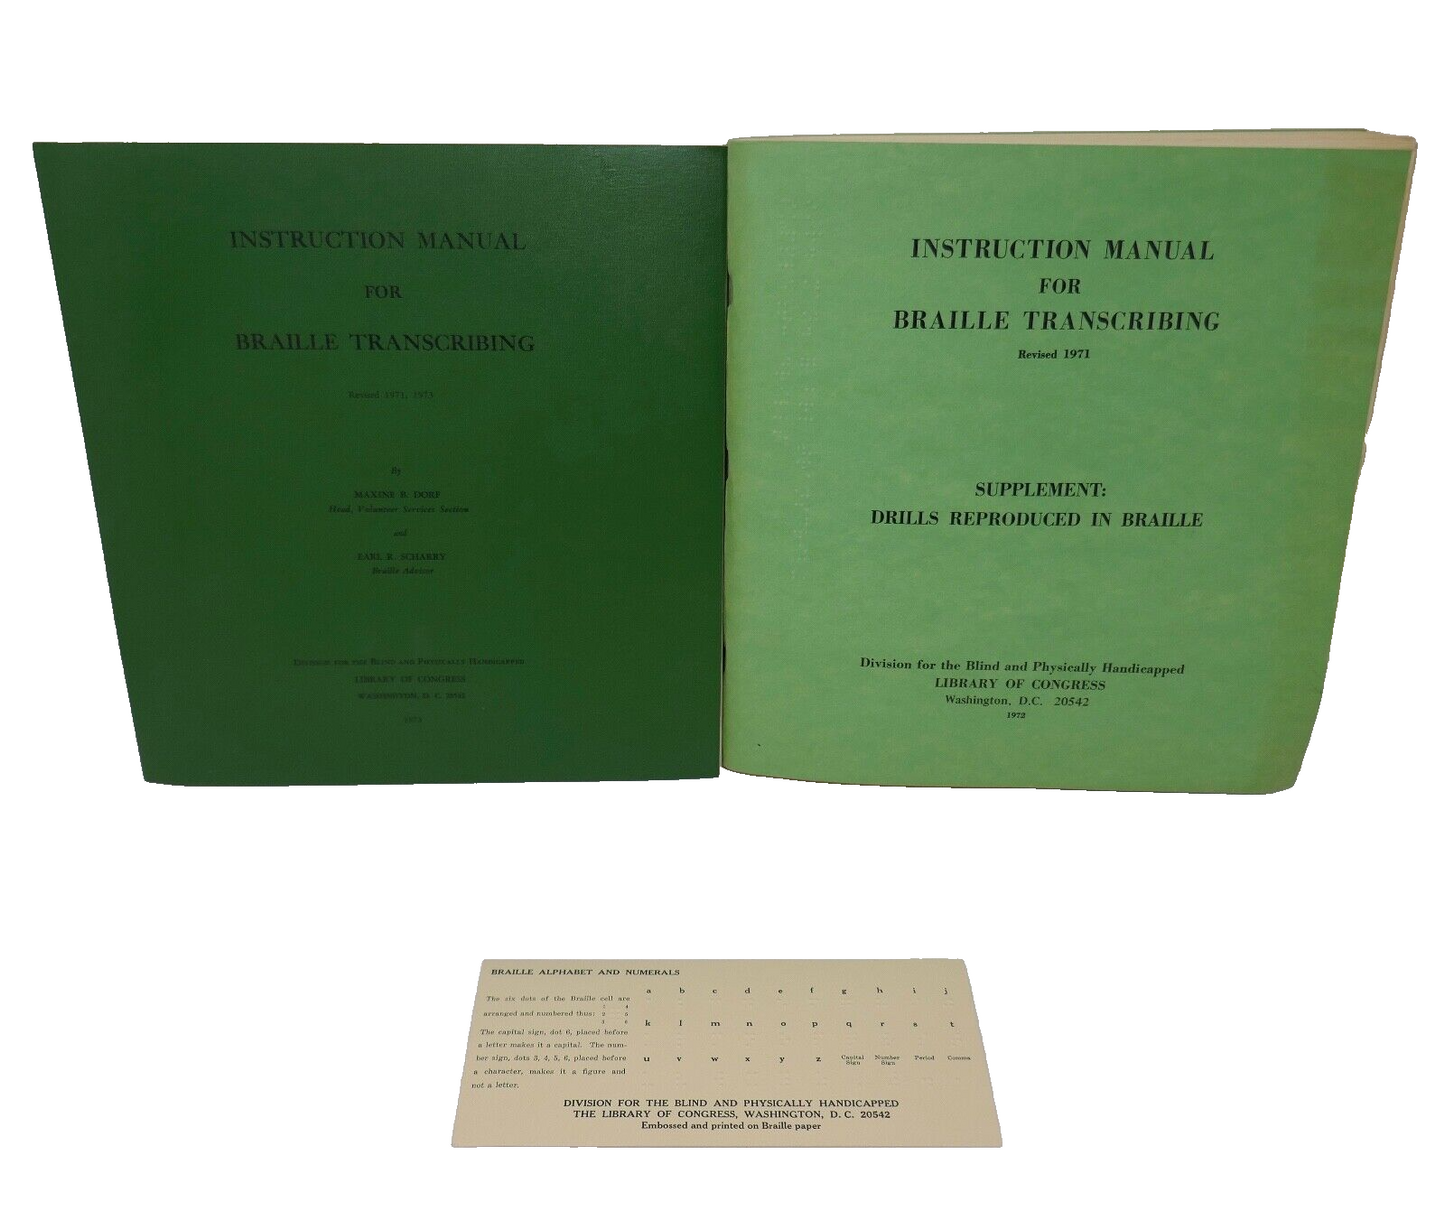 INSTRUCTION MANUAL
FOR
BRAILLE TRANSCRIBING
Revised 1971, 1973
By
MAXINE B. DORF
Head, Volunteer Services Section
and
EARL R. SCHARRY
Braille Advisor
DIVISION FOR THE BLIND AND PHYSICALLY HANDICAPPED
LIBRARY OF CONGRESS
WASHINGTON, D. C. 20542
INSTRUCTION MANUAL
FOR
BRAILLE TRANSCRIBING
Revised 1971
SUPPLEMENT:
DRILLS REPRODUCED IN BRAILLE
Division for the Blind and Physically Handicapped
LIBRARY OF CONGRESS
Washington, D.C. 20542
1972
BRAILLE ALPHABET AND NUMERALS
The six dots of the Braille cell are
arranged and numbered thus:
1 4
2 5
3 6
The capital sign, dot 6, placed before
a letter makes it a capital. The num-
ber sign, dots 3, 4, 5, 6, placed before
a character, makes it a figure and
not a letter.
a b c d e f g h i j
k l m n o p q r s t
u v w x y z Capital Sign Number Sign Period Comma
DIVISION FOR THE BLIND AND PHYSICALLY HANDICAPPED
THE LIBRARY OF CONGRESS, WASHINGTON, D. C. 20542
Embossed and printed on Braille paper